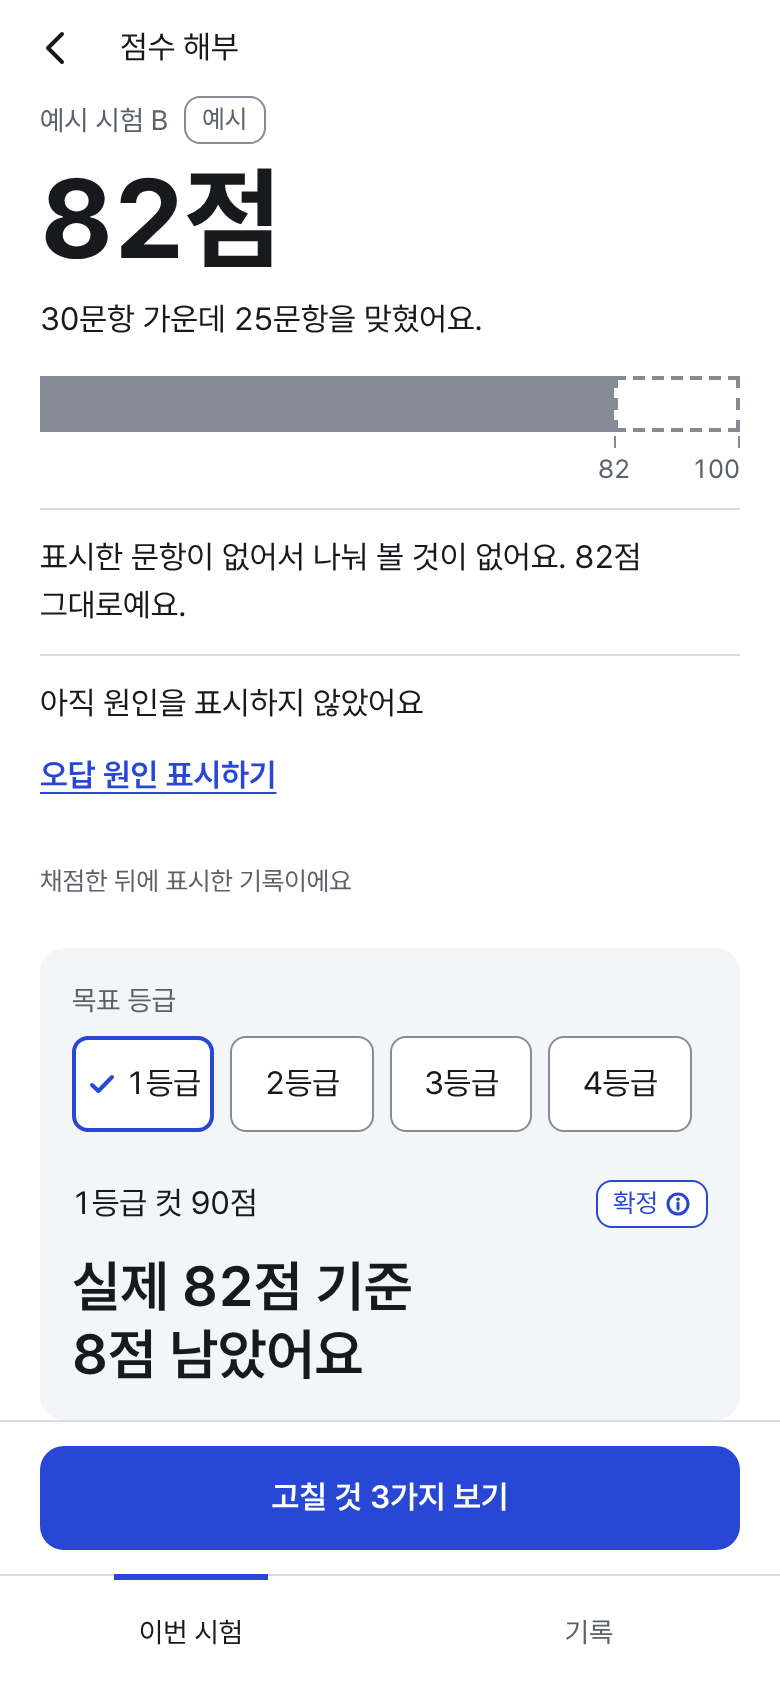 점수 해부
예시 시험 B 예시
82점
30문항 가운데 25문항을 맞혔어요.
82 100
표시한 문항이 없어서 나눠 볼 것이 없어요. 82점
그대로예요.
아직 원인을 표시하지 않았어요
오답 원인 표시하기
채점한 뒤에 표시한 기록이에요
목표 등급
1등급 2등급 3등급 4등급
1등급 컷 90점 확정
실제 82점 기준
8점 남았어요
고칠 것 3가지 보기
이번 시험 기록